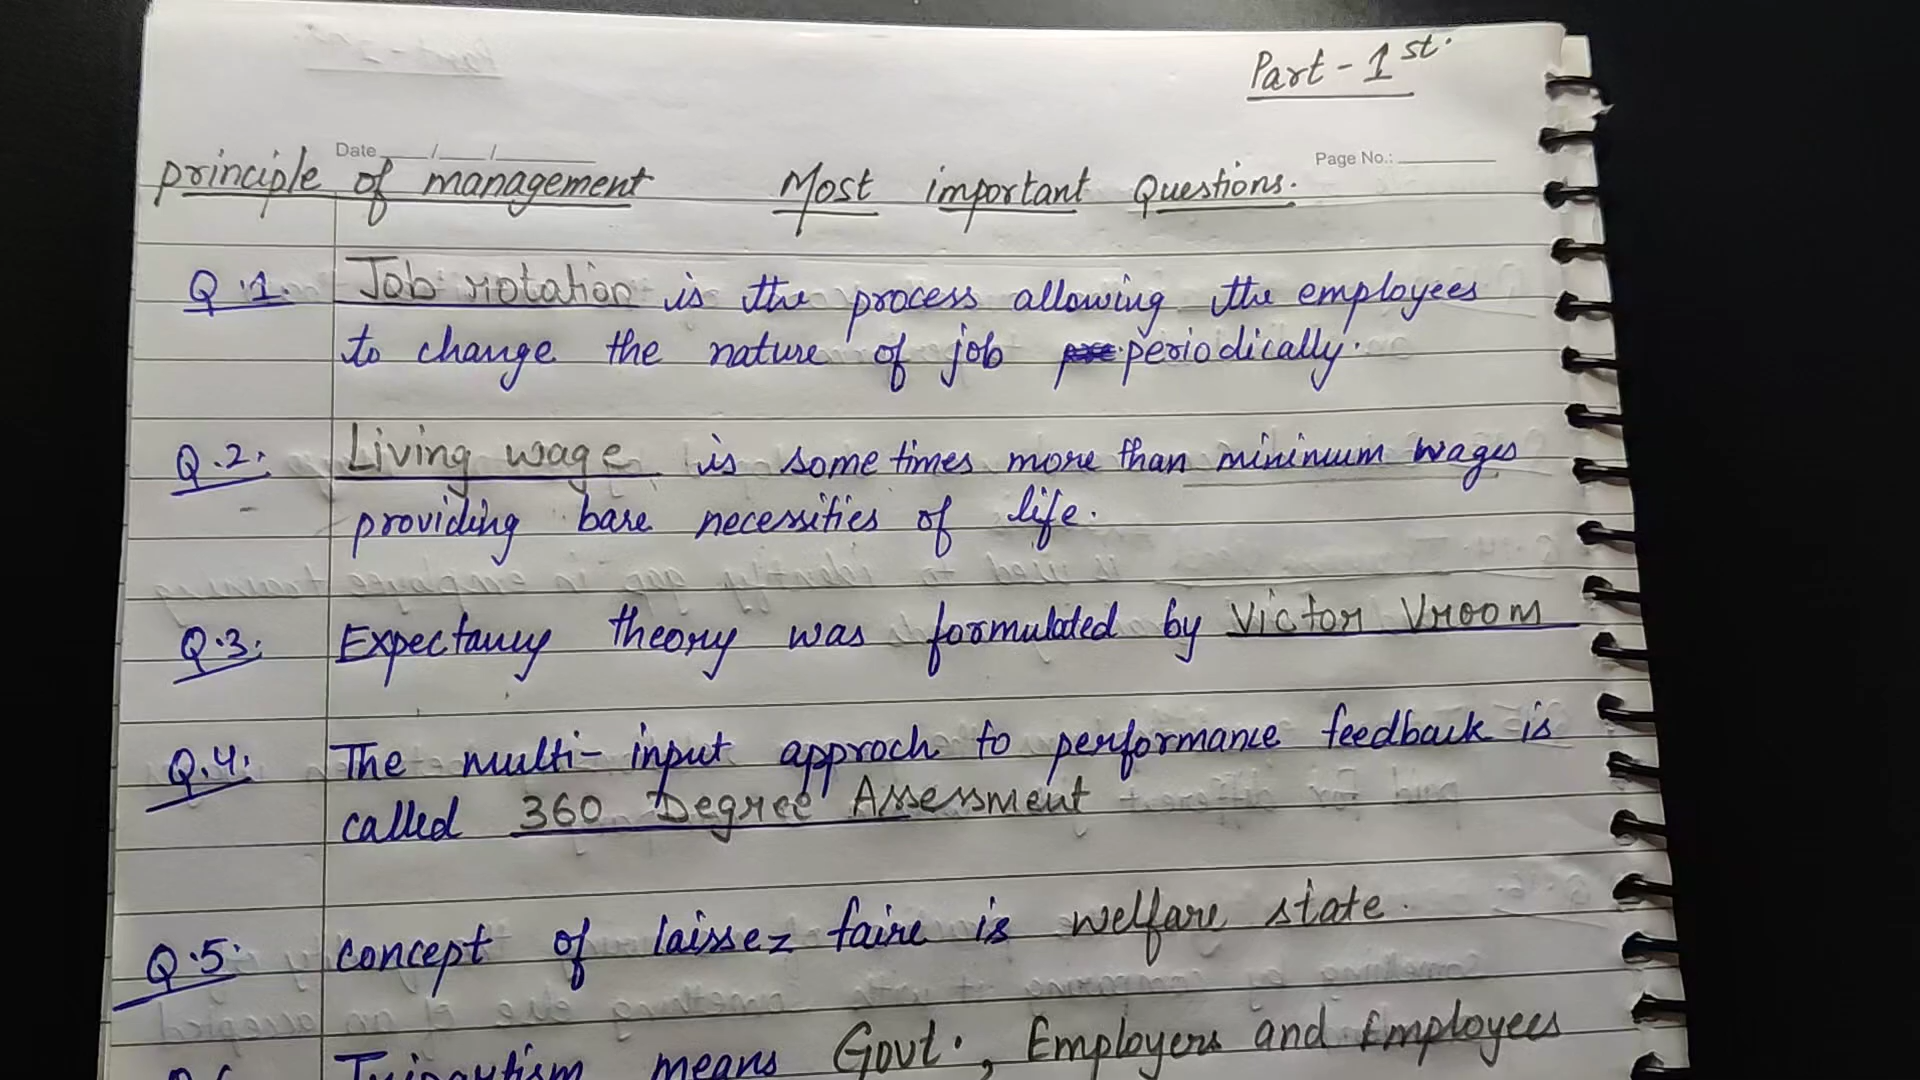 Part - 1st.
Date / /
Page No.:
principle of management Most important Questions.
Q.1. Job rotation is the process allowing the employees
to change the nature of job periodically.
Q.2. Living wage is some times more than minimum wages
providing bare necessities of life.
Q.3. Expectancy theory was formulated by Victor Vroom
Q.4. The multi-input approch to performance feedback is
called 360 Degree Assessment
Q.5. concept of laissez faire is welfare state.
Tripartism means Govt., Employers and Employees